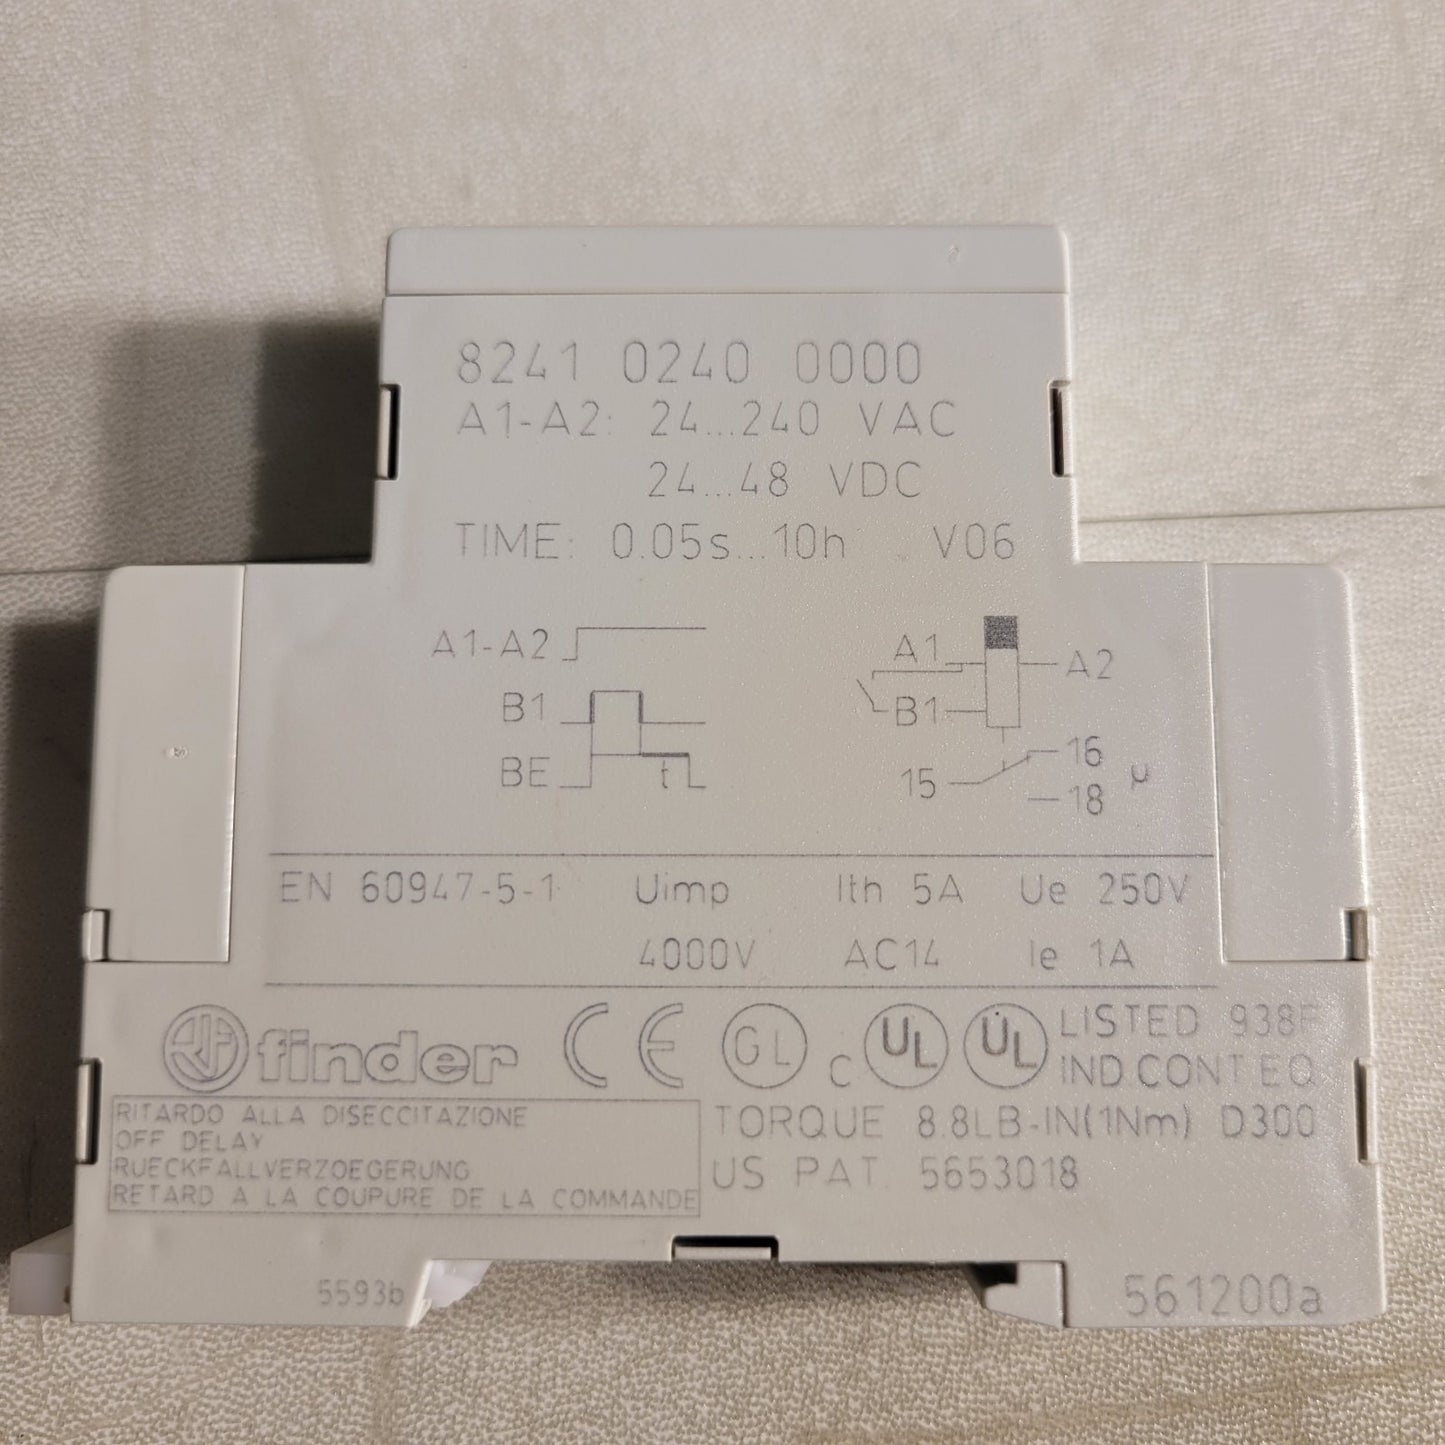 8241 0240 0000
A1-A2: 24...240 VAC
24...48 VDC
TIME: 0.05s...10h V06
A1-A2
B1
BE t
A1 A2
B1
15 16
18 µ
EN 60947-5-1 Uimp Ith 5A Ue 250V
4000V AC14 Ie 1A
finder CE GL c UL UL LISTED 938F
IND CONT EQ
RITARDO ALLA DISECCITAZIONE
OFF DELAY
RUECKFALLVERZOEGERUNG
RETARD A LA COUPURE DE LA COMMANDE
TORQUE 8.8LB-IN(1Nm) D300
US PAT. 5653018
5593b
561200a